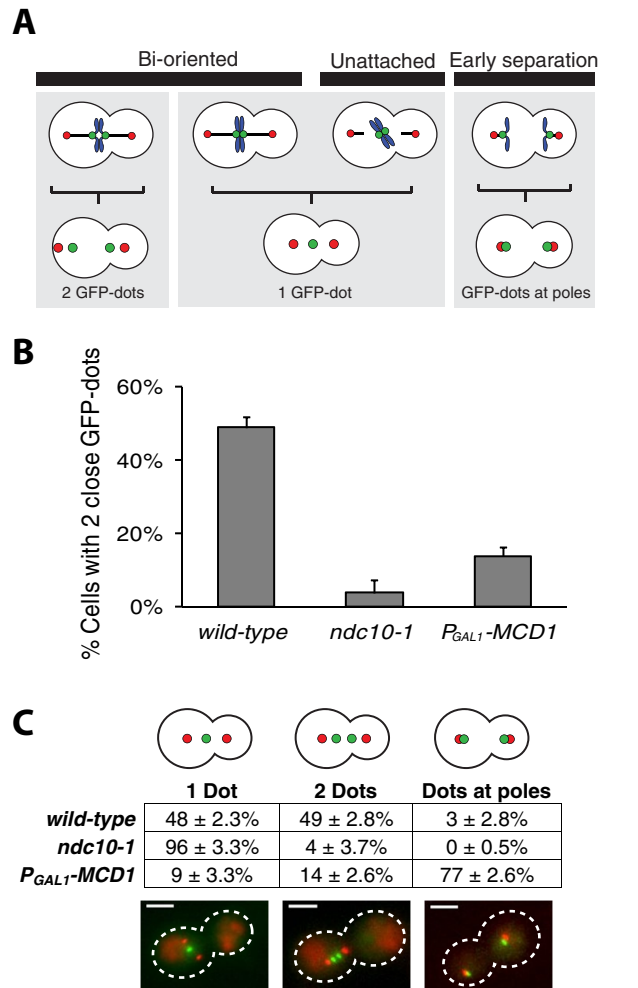 A
Bi-oriented
Unattached
Early separation
2 GFP-dots
1 GFP-dot
GFP-dots at poles
B
% Cells with 2 close GFP-dots
60%
40%
20%
0%
wild-type
ndc10-1
PGAL1-MCD1
C
1 Dot 2 Dots Dots at poles
wild-type 48 ± 2.3% 49 ± 2.8% 3 ± 2.8%
ndc10-1 96 ± 3.3% 4 ± 3.7% 0 ± 0.5%
PGAL1-MCD1 9 ± 3.3% 14 ± 2.6% 77 ± 2.6%